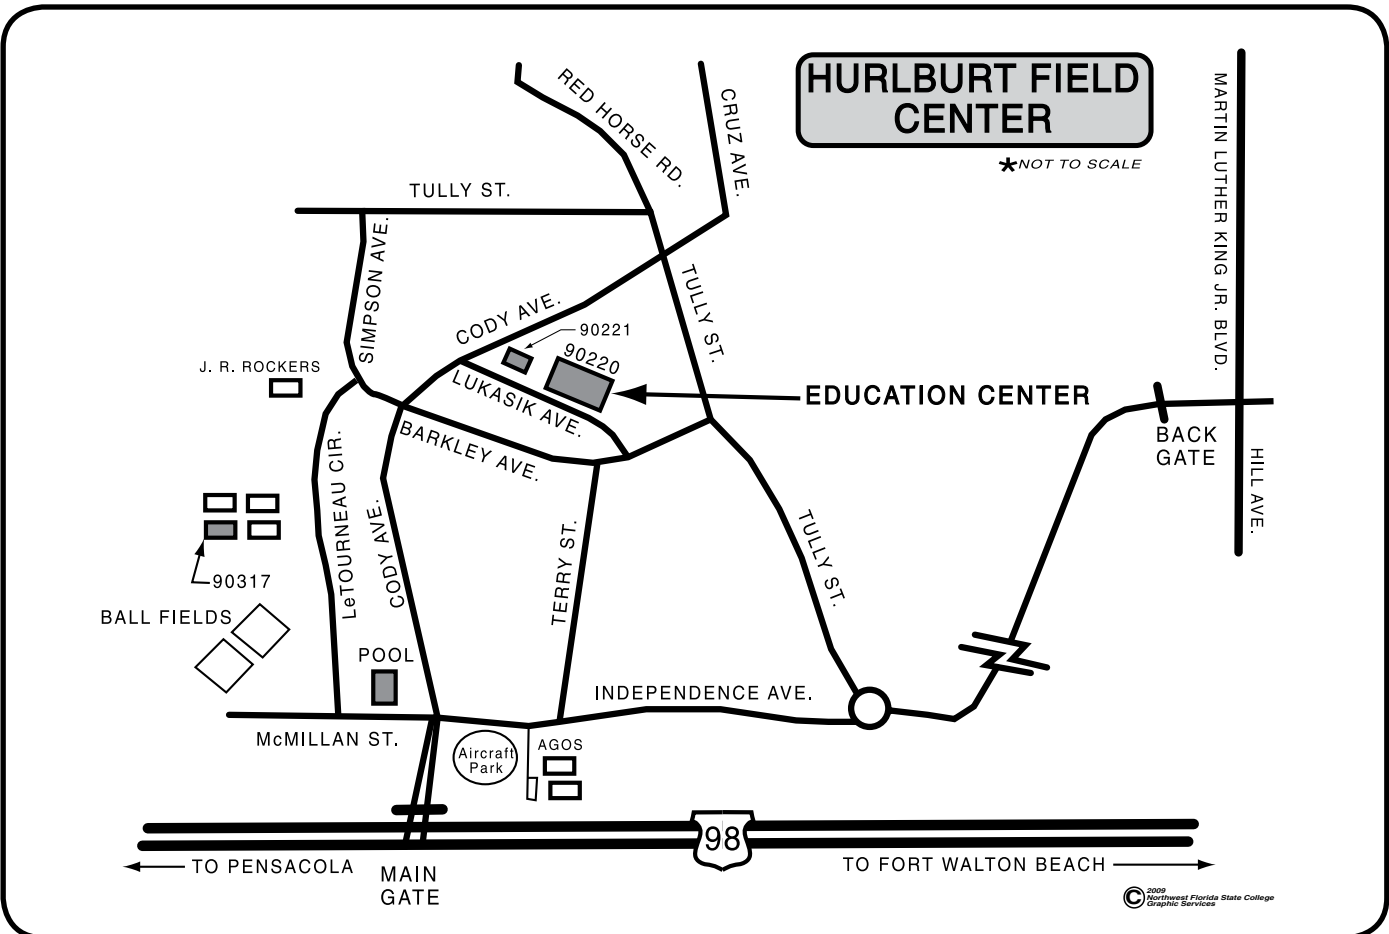 HURLBURT FIELD
CENTER
*NOT TO SCALE
RED HORSE RD.
CRUZ AVE.
MARTIN LUTHER KING JR. BLVD.
TULLY ST.
SIMPSON AVE.
TULLY ST.
CODY AVE.
90221
90220
J. R. ROCKERS
LUKASIK AVE.
EDUCATION CENTER
BARKLEY AVE.
BACK
GATE
HILL AVE.
LeTOURNEAU CIR.
CODY AVE.
TERRY ST.
TULLY ST.
90317
BALL FIELDS
POOL
INDEPENDENCE AVE.
McMILLAN ST.
Aircraft
Park
AGOS
98
TO PENSACOLA
TO FORT WALTON BEACH
MAIN
GATE
© 2009
Northwest Florida State College
Graphic Services